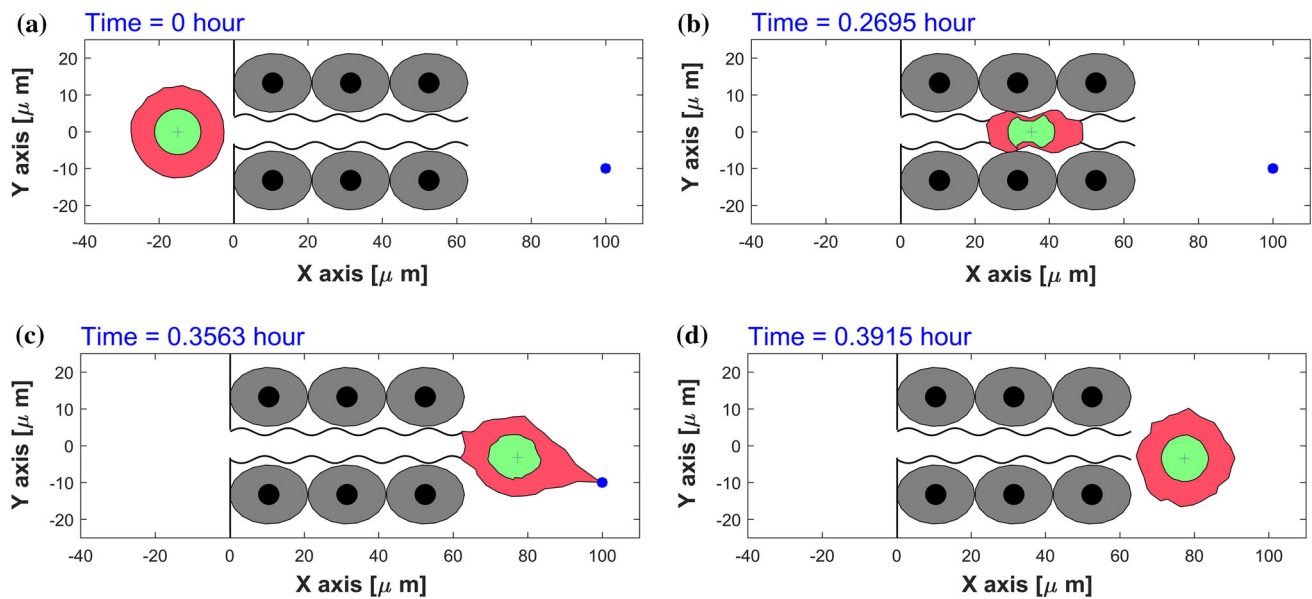 (a) Time = 0 hour
20
10
0
-10
-20
Y axis [μ m]
-40 -20 0 20 40 60 80 100
X axis [μ m]
(b) Time = 0.2695 hour
20
10
0
-10
-20
Y axis [μ m]
-40 -20 0 20 40 60 80 100
X axis [μ m]
(c) Time = 0.3563 hour
20
10
0
-10
-20
Y axis [μ m]
-40 -20 0 20 40 60 80 100
X axis [μ m]
(d) Time = 0.3915 hour
20
10
0
-10
-20
Y axis [μ m]
-40 -20 0 20 40 60 80 100
X axis [μ m]